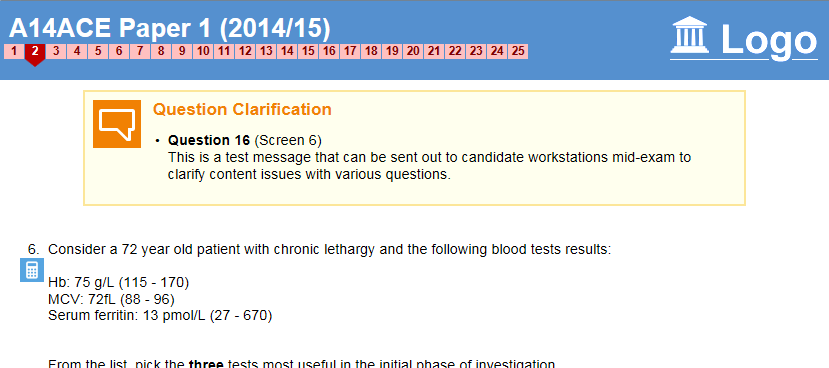 A14ACE Paper 1 (2014/15)
Logo
1 2 3 4 5 6 7 8 9 10 11 12 13 14 15 16 17 18 19 20 21 22 23 24 25
Question Clarification
• Question 16 (Screen 6)
This is a test message that can be sent out to candidate workstations mid-exam to
clarify content issues with various questions.
6. Consider a 72 year old patient with chronic lethargy and the following blood tests results:
Hb: 75 g/L (115 - 170)
MCV: 72fL (88 - 96)
Serum ferritin: 13 pmol/L (27 - 670)
From the list, pick the three tests most useful in the initial phase of investigation